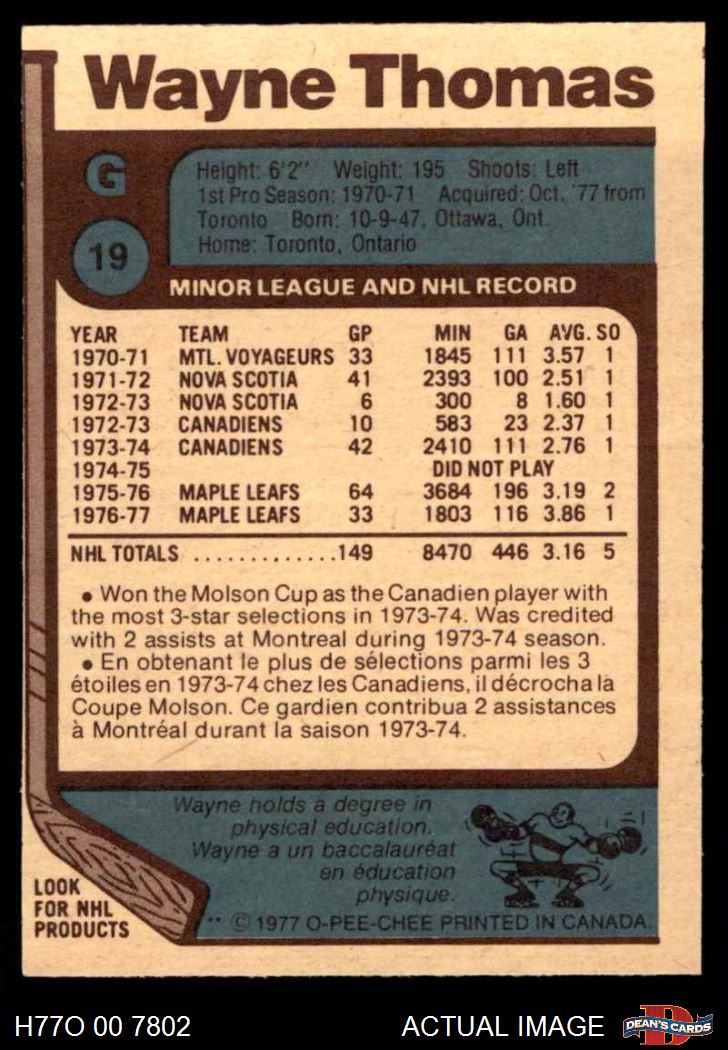 Wayne Thomas
G
19
Height: 6'2" Weight: 195 Shoots: Left
1st Pro Season: 1970-71 Acquired: Oct. '77 from
Toronto Born: 10-9-47, Ottawa, Ont.
Home: Toronto, Ontario
MINOR LEAGUE AND NHL RECORD
YEAR TEAM GP MIN GA AVG. SO
1970-71 MTL. VOYAGEURS 33 1845 111 3.57 1
1971-72 NOVA SCOTIA 41 2393 100 2.51 1
1972-73 NOVA SCOTIA 6 300 8 1.60 1
1972-73 CANADIENS 10 583 23 2.37 1
1973-74 CANADIENS 42 2410 111 2.76 1
1974-75 DID NOT PLAY
1975-76 MAPLE LEAFS 64 3684 196 3.19 2
1976-77 MAPLE LEAFS 33 1803 116 3.86 1
NHL TOTALS .............149 8470 446 3.16 5
• Won the Molson Cup as the Canadien player with
the most 3-star selections in 1973-74. Was credited
with 2 assists at Montreal during 1973-74 season.
• En obtenant le plus de sélections parmi les 3
étoiles en 1973-74 chez les Canadiens, il décrocha la
Coupe Molson. Ce gardien contribua 2 assistances
à Montréal durant la saison 1973-74.
Wayne holds a degree in
physical education.
Wayne a un baccalauréat
en éducation
physique.
LOOK
FOR NHL
PRODUCTS
** © 1977 O-PEE-CHEE PRINTED IN CANADA.
H77O 00 7802
ACTUAL IMAGE
D
DEAN'S CARDS